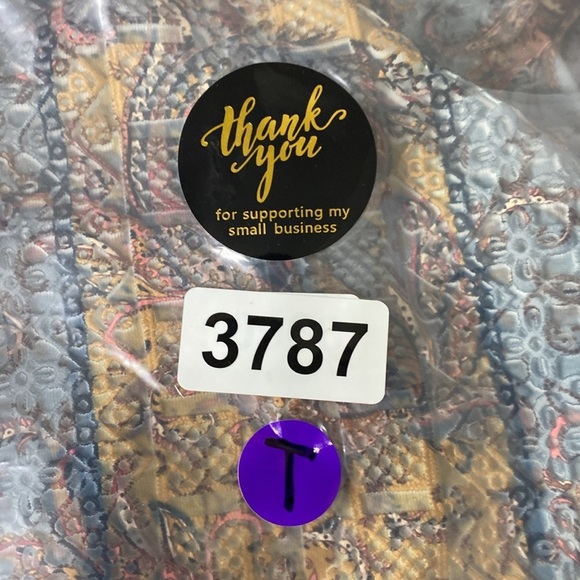 thank
you
for supporting my
small business
3787
T